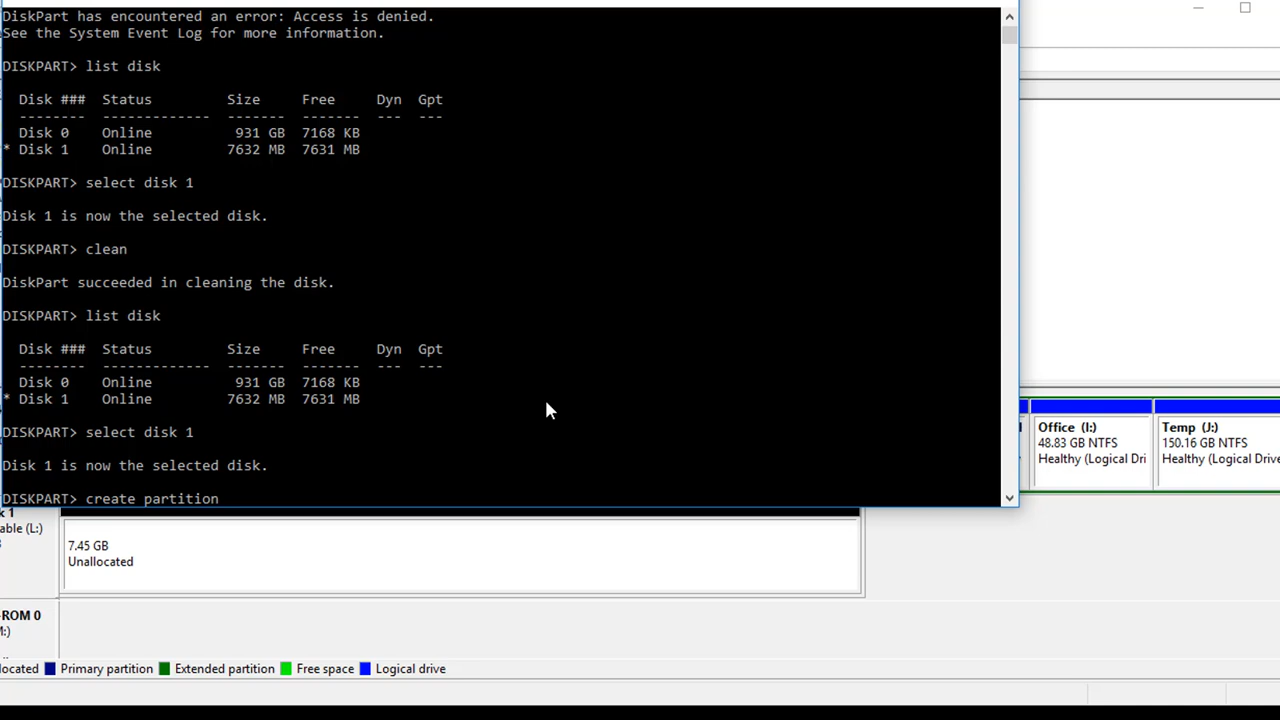 DiskPart has encountered an error: Access is denied.
See the System Event Log for more information.
DISKPART> list disk
Disk ###  Status         Size     Free     Dyn  Gpt
--------  -------------  -------  -------  ---  ---
Disk 0    Online          931 GB  7168 KB
* Disk 1    Online         7632 MB  7631 MB
DISKPART> select disk 1
Disk 1 is now the selected disk.
DISKPART> clean
DiskPart succeeded in cleaning the disk.
DISKPART> list disk
Disk ###  Status         Size     Free     Dyn  Gpt
--------  -------------  -------  -------  ---  ---
Disk 0    Online          931 GB  7168 KB
* Disk 1    Online         7632 MB  7631 MB
DISKPART> select disk 1
Disk 1 is now the selected disk.
DISKPART> create partition
Office (I:)
48.83 GB NTFS
Healthy (Logical Dri
Temp (J:)
150.16 GB NTFS
Healthy (Logical Dri
k 1
able (L:)
7.45 GB
Unallocated
-ROM 0
M:)
located Primary partition Extended partition Free space Logical drive